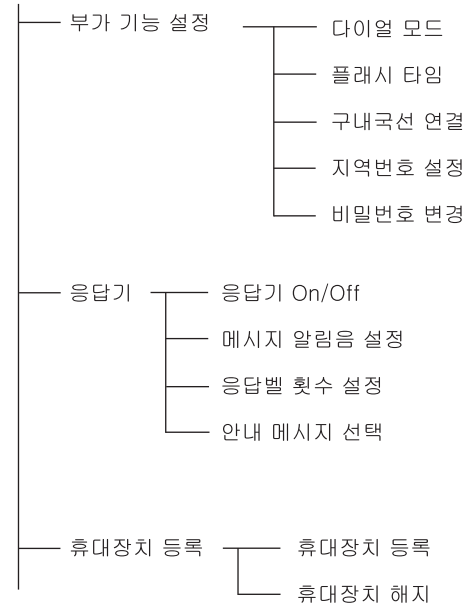 부가 기능 설정
다이얼 모드
플래시 타임
구내국선 연결
지역번호 설정
비밀번호 변경
응답기
응답기 On/Off
메시지 알림음 설정
응답벨 횟수 설정
안내 메시지 선택
휴대장치 등록
휴대장치 등록
휴대장치 해지